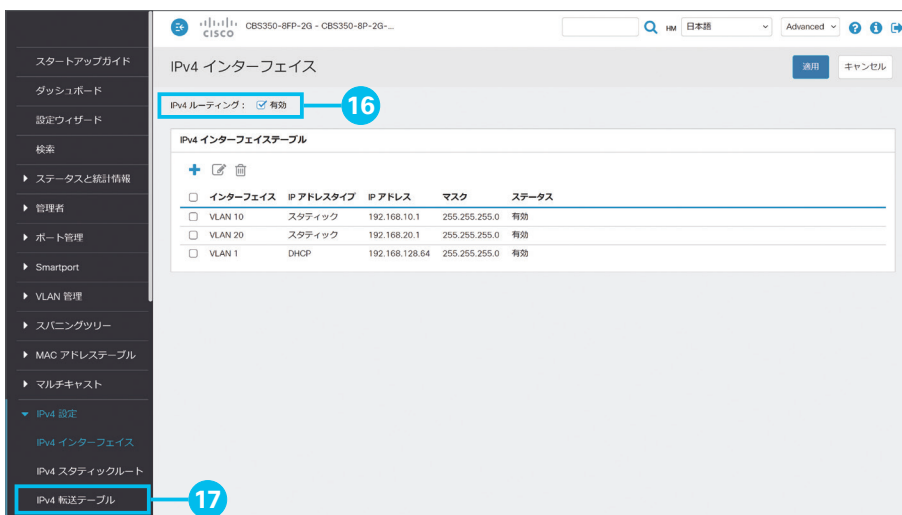 CISCO
CBS350-8FP-2G - CBS350-8P-2G-...
HM 日本語
Advanced
スタートアップガイド
ダッシュボード
設定ウィザード
検索
ステータスと統計情報
管理者
ポート管理
Smartport
VLAN 管理
スパニングツリー
MAC アドレステーブル
マルチキャスト
IPv4 設定
IPv4 インターフェイス
IPv4 スタティックルート
IPv4 転送テーブル
17
IPv4 インターフェイス
適用
キャンセル
IPv4 ルーティング： 有効
16
IPv4 インターフェイステーブル
インターフェイス IP アドレスタイプ IP アドレス マスク ステータス
VLAN 10 スタティック 192.168.10.1 255.255.255.0 有効
VLAN 20 スタティック 192.168.20.1 255.255.255.0 有効
VLAN 1 DHCP 192.168.128.64 255.255.255.0 有効